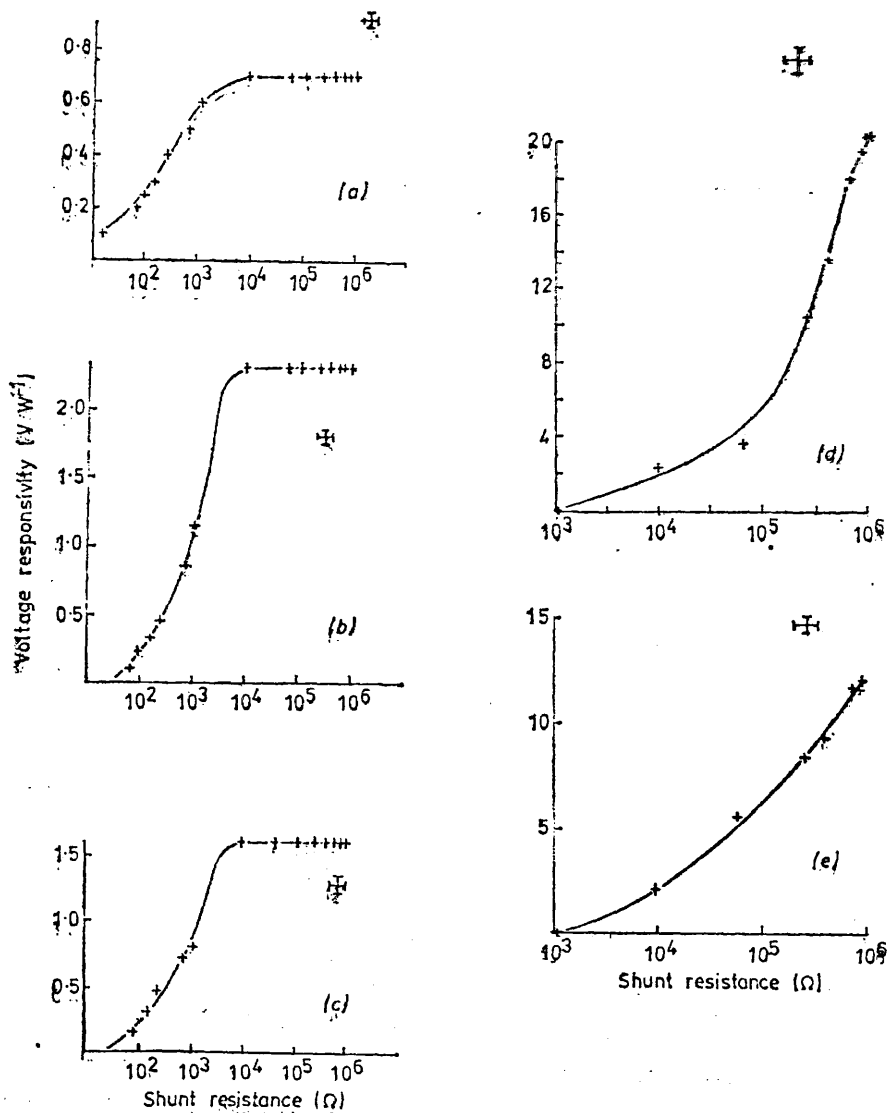 0·8
0·6
0·4
0·2
(a)
10² 10³ 10⁴ 10⁵ 10⁶
Voltage responsivity (V W⁻¹)
2·0
1·5
1·0
0·5
(b)
10² 10³ 10⁴ 10⁵ 10⁶
1·5
1·0
0·5
(c)
10² 10³ 10⁴ 10⁵ 10⁶
Shunt resistance (Ω)
20
16
12
8
4
(d)
10³ 10⁴ 10⁵ 10⁶
15
10
5
(e)
10³ 10⁴ 10⁵ 10⁶
Shunt resistance (Ω)